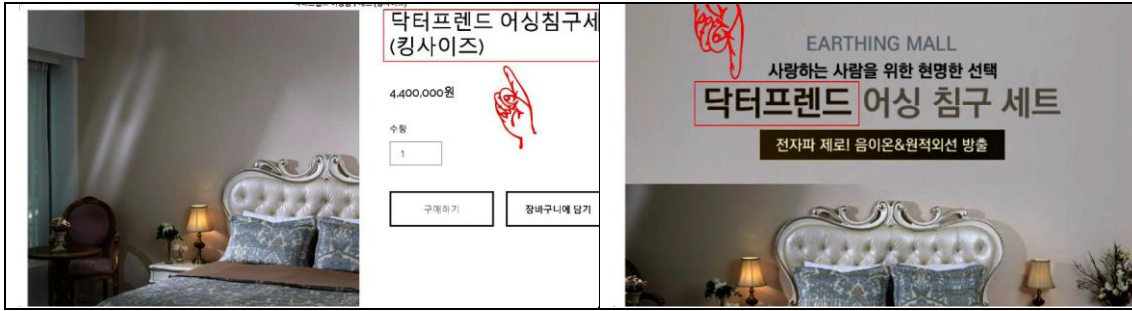 닥터프렌드 어싱침구세
(킹사이즈)
4,400,000원
수량
1
구매하기
장바구니에 담기
EARTHING MALL
사랑하는 사람을 위한 현명한 선택
닥터프렌드 어싱 침구 세트
전자파 제로! 음이온&원적외선 방출